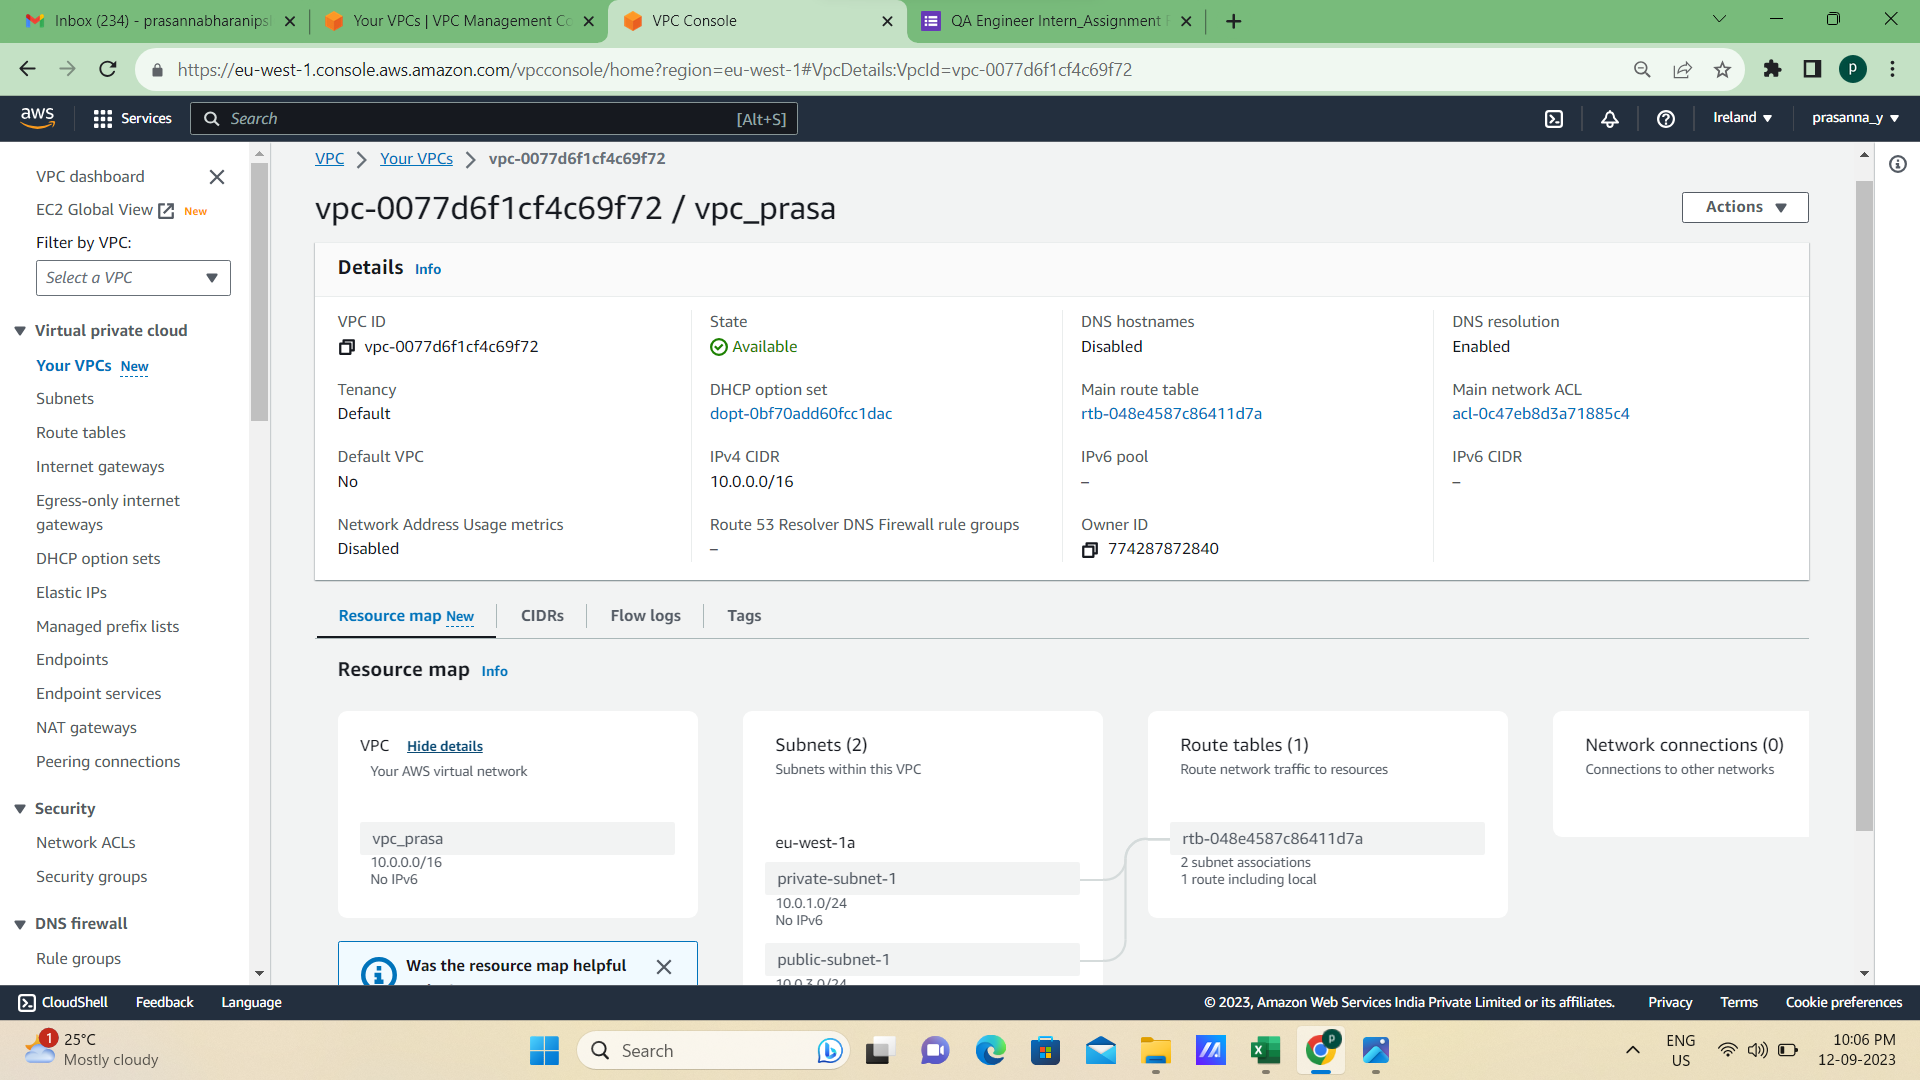 Inbox (234) - prasannabharanips
Your VPCs | VPC Management Co
VPC Console
QA Engineer Intern_Assignment F
https://eu-west-1.console.aws.amazon.com/vpcconsole/home?region=eu-west-1#VpcDetails:VpcId=vpc-0077d6f1cf4c69f72
p
aws
Services
Search
[Alt+S]
Ireland
prasanna_y
VPC dashboard
EC2 Global View New
Filter by VPC:
Select a VPC
Virtual private cloud
Your VPCs New
Subnets
Route tables
Internet gateways
Egress-only internet
gateways
DHCP option sets
Elastic IPs
Managed prefix lists
Endpoints
Endpoint services
NAT gateways
Peering connections
Security
Network ACLs
Security groups
DNS firewall
Rule groups
VPC
Your VPCs
vpc-0077d6f1cf4c69f72
vpc-0077d6f1cf4c69f72 / vpc_prasa
Actions
Details Info
VPC ID
vpc-0077d6f1cf4c69f72
State
Available
DNS hostnames
Disabled
DNS resolution
Enabled
Tenancy
Default
DHCP option set
dopt-0bf70add60fcc1dac
Main route table
rtb-048e4587c86411d7a
Main network ACL
acl-0c47eb8d3a71885c4
Default VPC
No
IPv4 CIDR
10.0.0.0/16
IPv6 pool
–
IPv6 CIDR
–
Network Address Usage metrics
Disabled
Route 53 Resolver DNS Firewall rule groups
–
Owner ID
774287872840
Resource map New
CIDRs
Flow logs
Tags
Resource map Info
VPC Hide details
Your AWS virtual network
vpc_prasa
10.0.0.0/16
No IPv6
Was the resource map helpful
Subnets (2)
Subnets within this VPC
eu-west-1a
private-subnet-1
10.0.1.0/24
No IPv6
public-subnet-1
10.0.3.0/24
Route tables (1)
Route network traffic to resources
rtb-048e4587c86411d7a
2 subnet associations
1 route including local
Network connections (0)
Connections to other networks
CloudShell
Feedback
Language
© 2023, Amazon Web Services India Private Limited or its affiliates.
Privacy
Terms
Cookie preferences
1
25°C
Mostly cloudy
Search
P
ENG
US
10:06 PM
12-09-2023